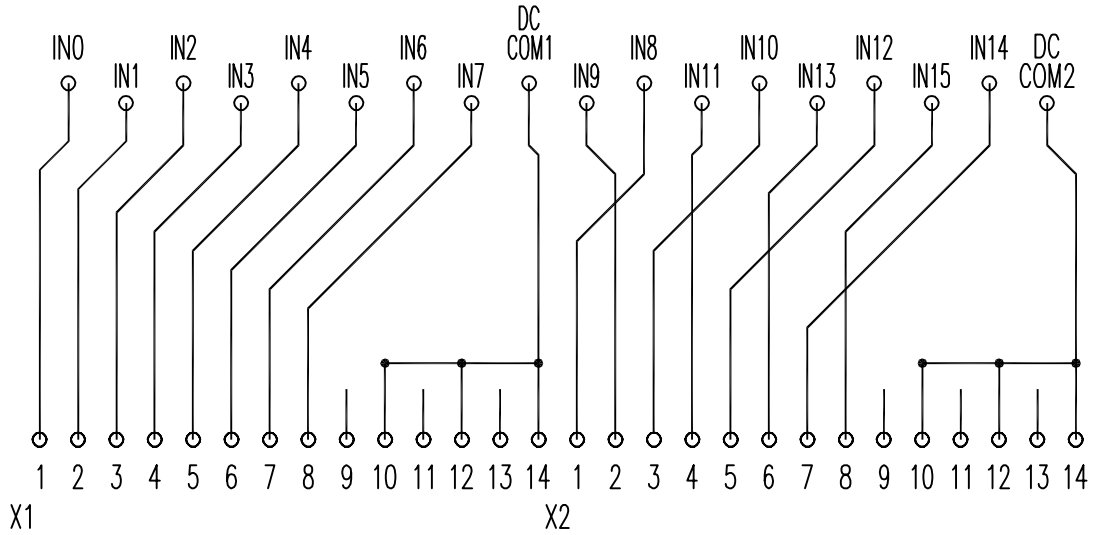 DC
COM1
IN0 IN2 IN4 IN6 IN8 IN10 IN12 IN14 DC
COM2
IN1 IN3 IN5 IN7 IN9 IN11 IN13 IN15
1 2 3 4 5 6 7 8 9 10 11 12 13 14 1 2 3 4 5 6 7 8 9 10 11 12 13 14
X1 X2